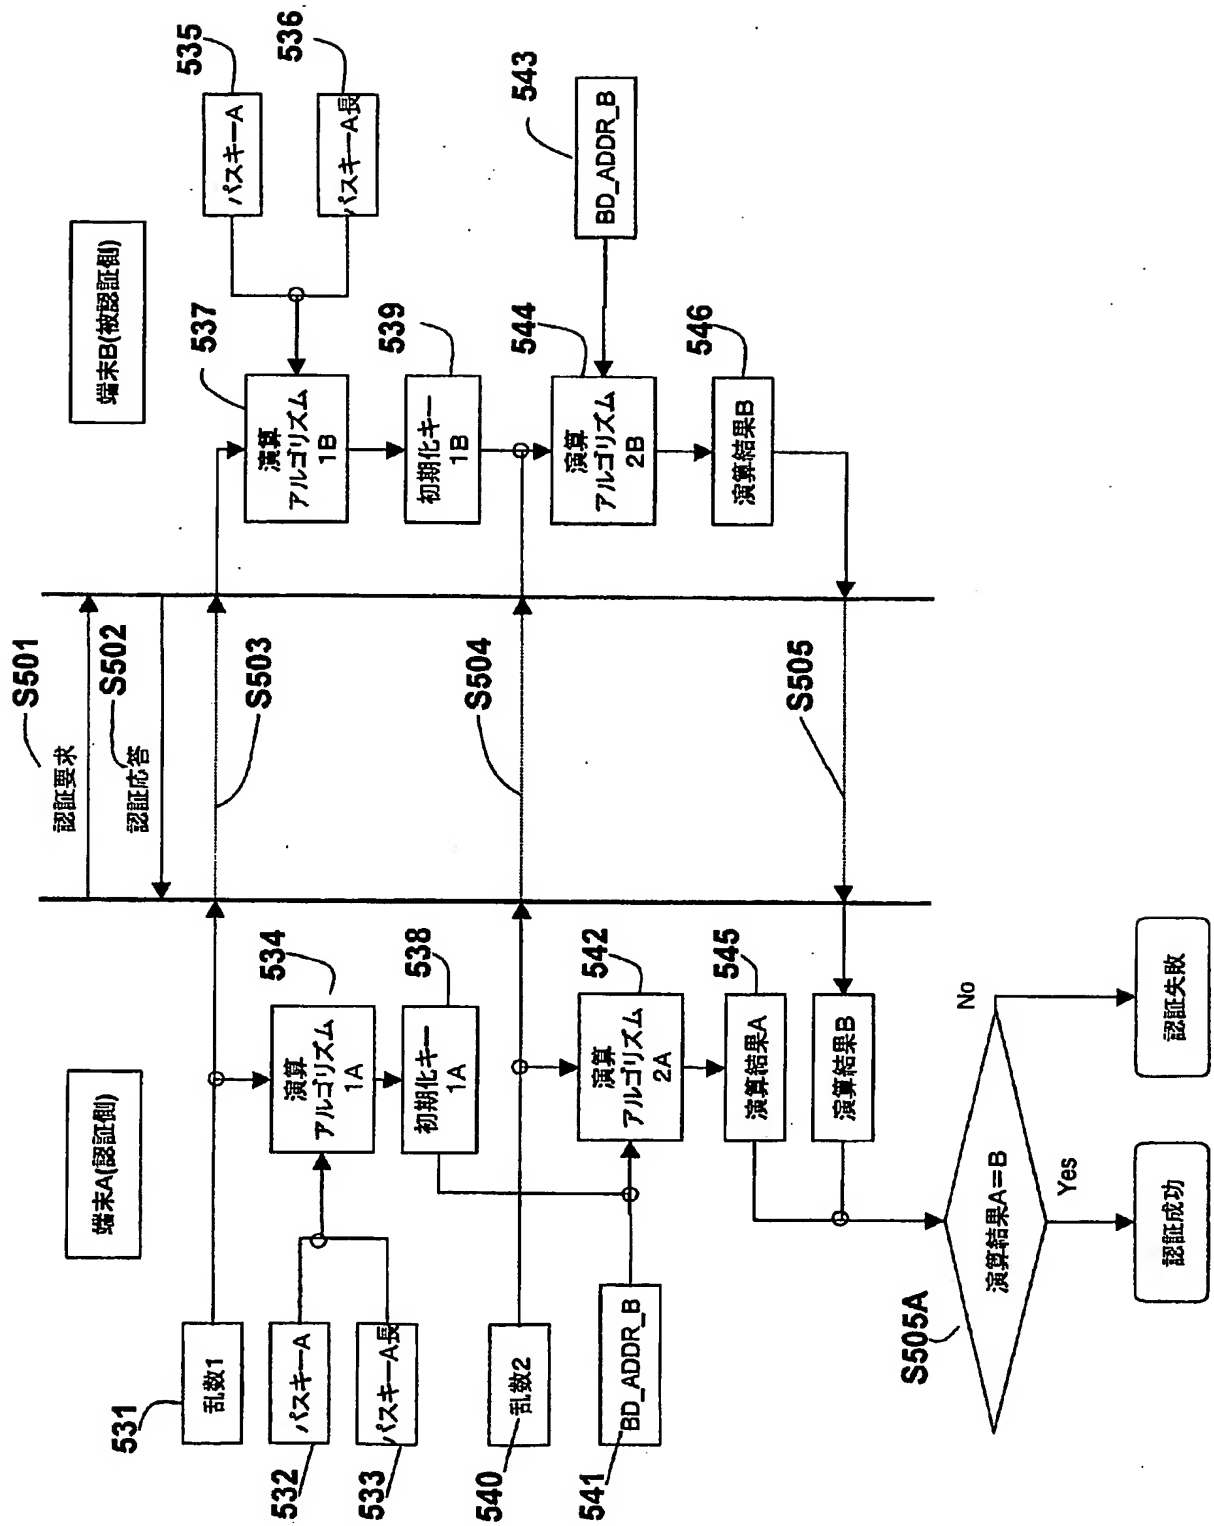 端末A(認証側)
端末B(被認証側)
S501
認証要求
S502
認証応答
531
乱数1
S503
532
パスキーA
533
パスキーA長
534
演算
アルゴリズム
1A
535
パスキーA
536
パスキーA長
537
演算
アルゴリズム
1B
538
初期化キー
1A
539
初期化キー
1B
540
乱数2
S504
541
BD_ADDR_B
542
演算
アルゴリズム
2A
543
BD_ADDR_B
544
演算
アルゴリズム
2B
545
演算結果A
546
演算結果B
S505
演算結果B
S505A
演算結果A=B
No
Yes
認証失敗
認証成功